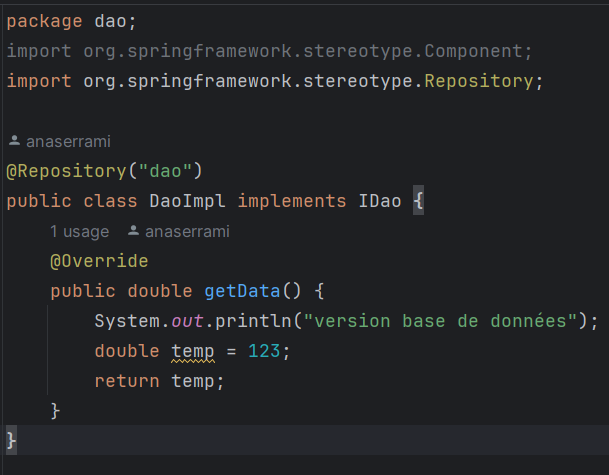 package dao;
import org.springframework.stereotype.Component;
import org.springframework.stereotype.Repository;
anaserrami
@Repository("dao")
public class DaoImpl implements IDao {
1 usage anaserrami
@Override
public double getData() {
System.out.println("version base de données");
double temp = 123;
return temp;
}
}